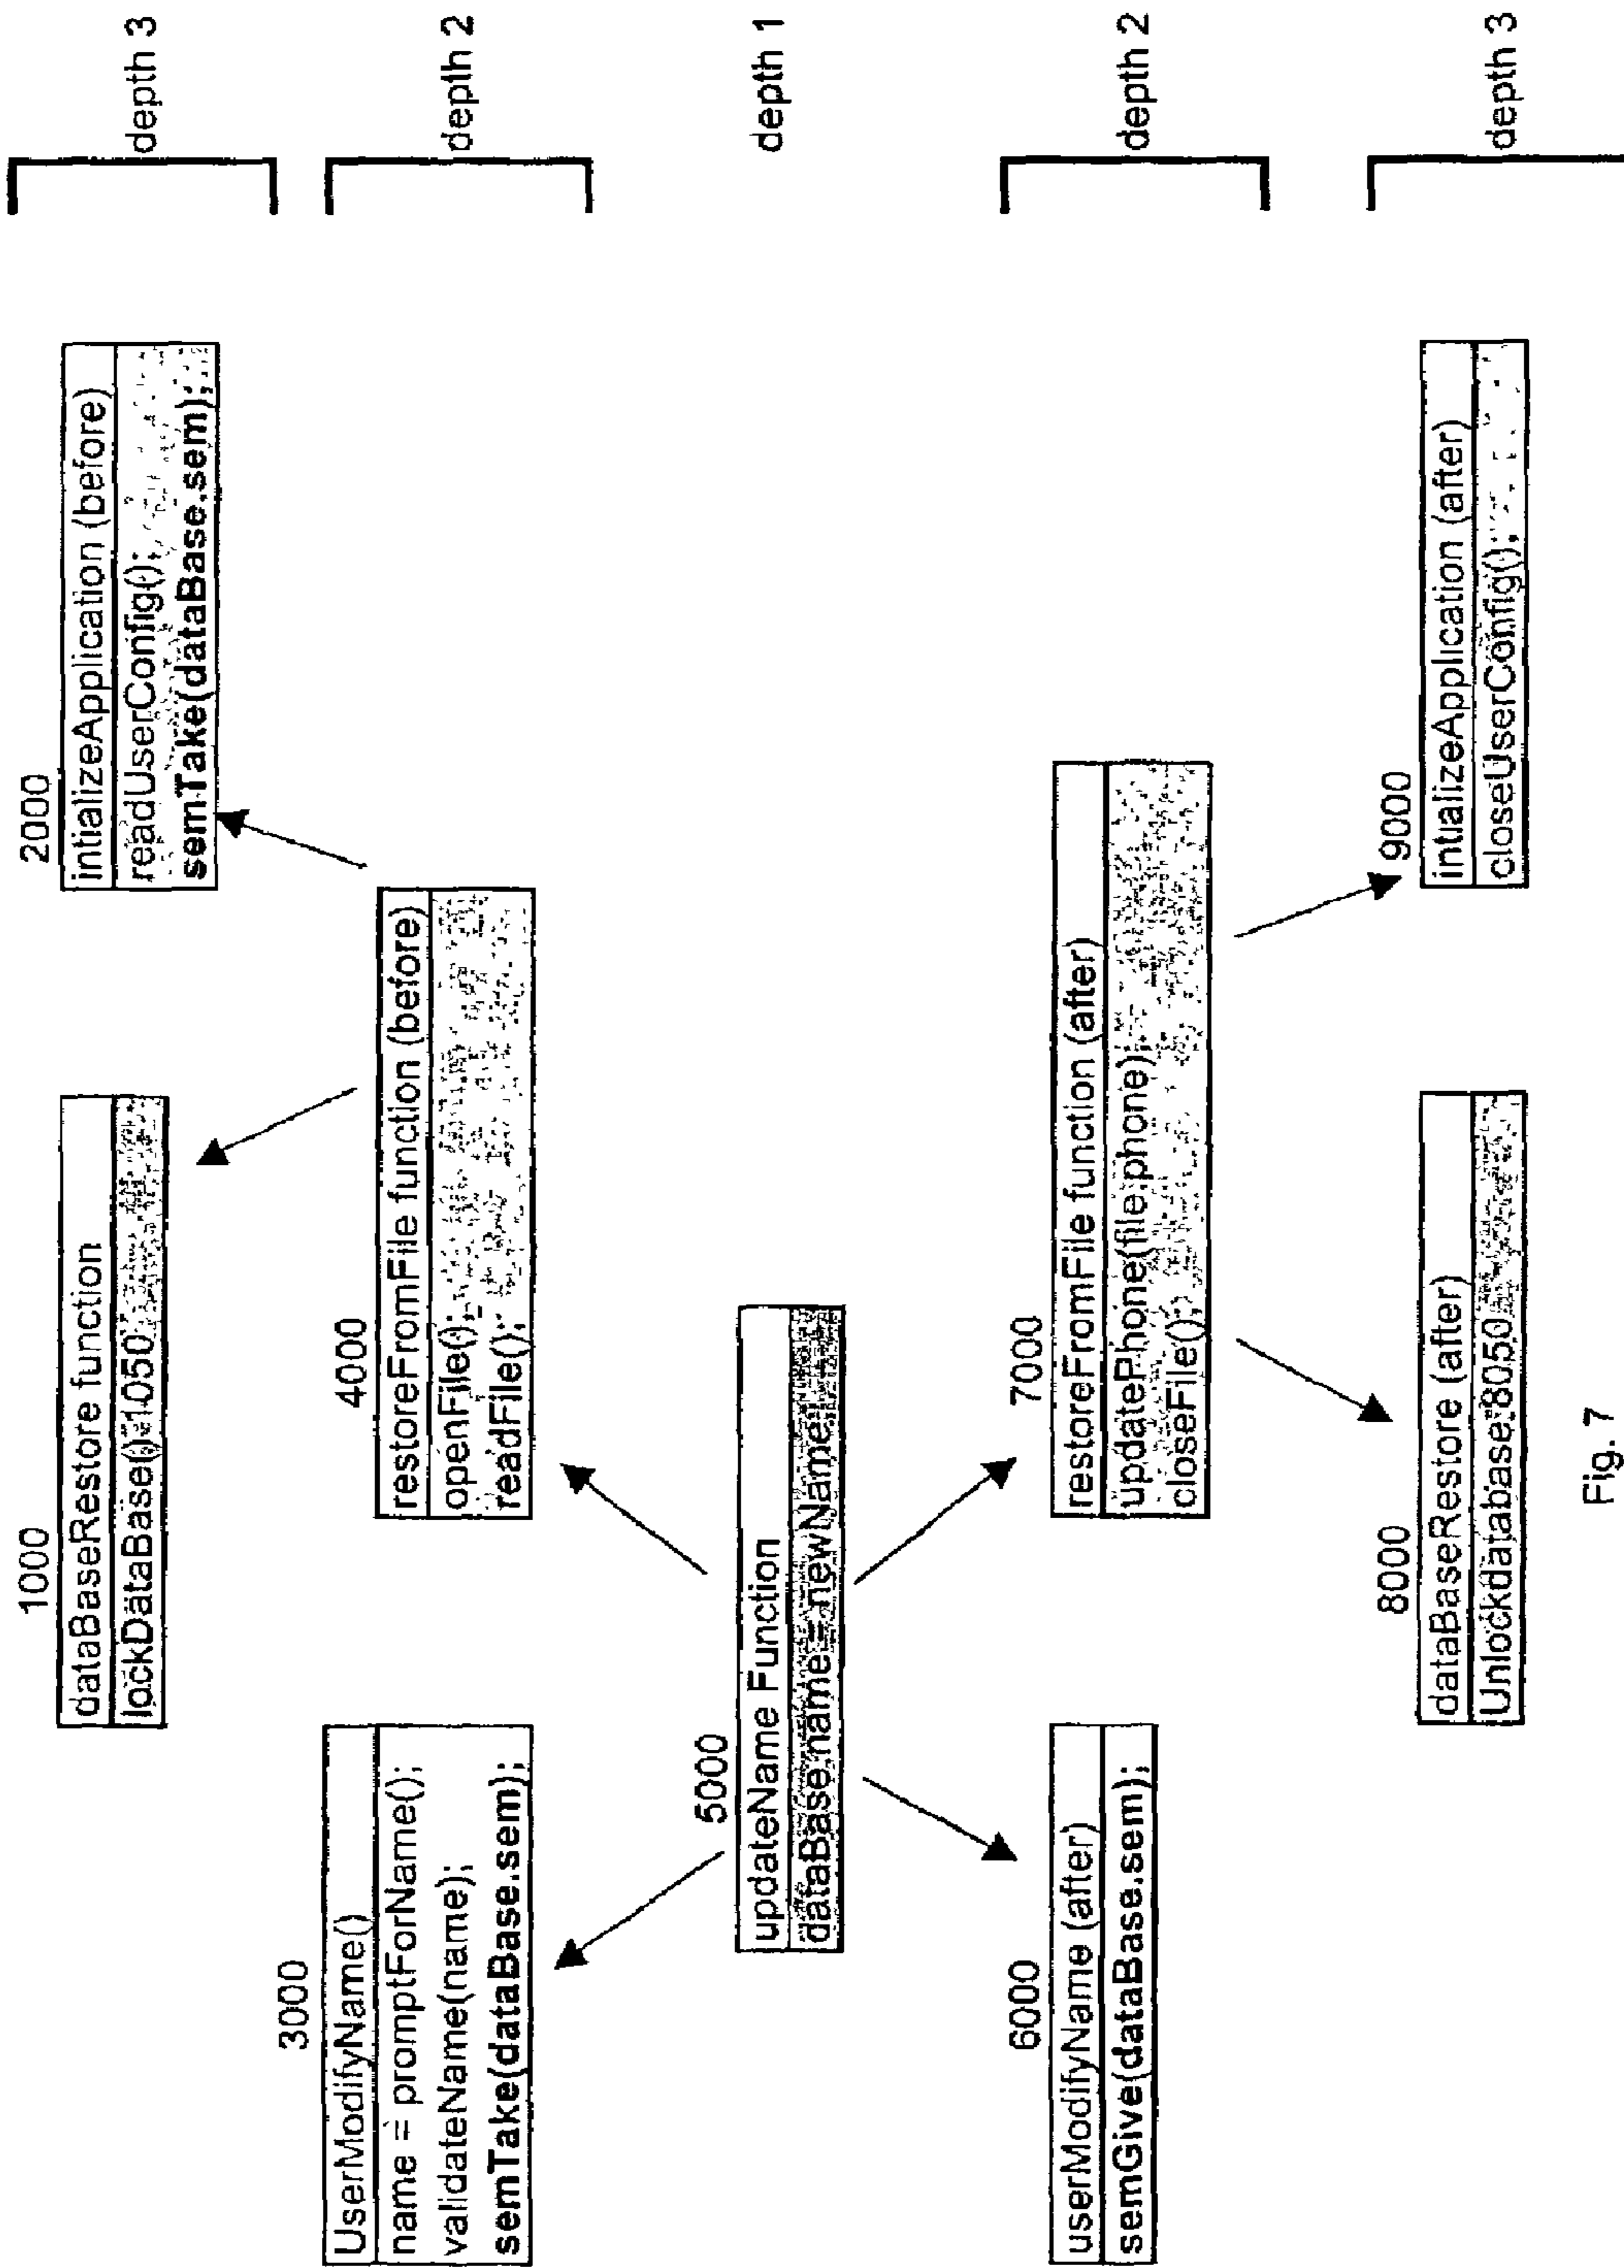 1000
dataBaseRestore function
lockDataBase() 1050
2000
intializeApplication (before)
readUserConfig();
semTake(dataBase.sem);
depth 3
3000
UserModifyName()
name = promptForName();
validateName(name);
semTake(dataBase.sem);
4000
restoreFromFile function (before)
openFile();
readFile();
depth 2
5000
updateName Function
dataBase.name = newName;
depth 1
6000
userModifyName (after)
semGive(dataBase.sem);
7000
restoreFromFile function (after)
updatePhone(file.phone);
closeFile();
depth 2
8000
dataBaseRestore (after)
Unlockdatabase 8050
9000
intializeApplication (after)
closeUserConfig();
depth 3
Fig. 7